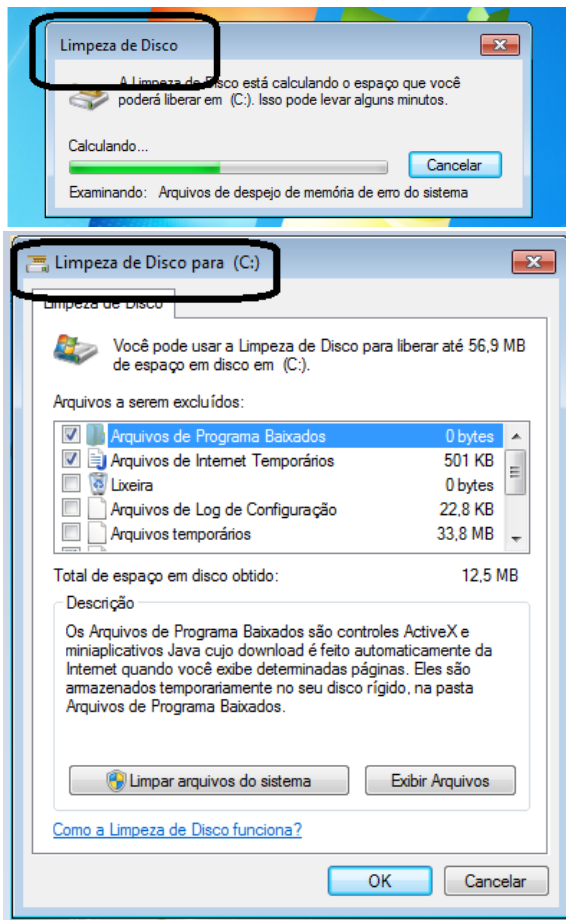 Limpeza de Disco
A Limpeza de Disco está calculando o espaço que você
poderá liberar em (C:). Isso pode levar alguns minutos.
Calculando...
Cancelar
Examinando: Arquivos de despejo de memória de erro do sistema
Limpeza de Disco para (C:)
Limpeza de Disco
Você pode usar a Limpeza de Disco para liberar até 56,9 MB
de espaço em disco em (C:).
Arquivos a serem excluídos:
Arquivos de Programa Baixados 0 bytes
Arquivos de Internet Temporários 501 KB
Lixeira 0 bytes
Arquivos de Log de Configuração 22,8 KB
Arquivos temporários 33,8 MB
Total de espaço em disco obtido: 12,5 MB
Descrição
Os Arquivos de Programa Baixados são controles ActiveX e
miniaplicativos Java cujo download é feito automaticamente da
Internet quando você exibe determinadas páginas. Eles são
armazenados temporariamente no seu disco rígido, na pasta
Arquivos de Programa Baixados.
Limpar arquivos do sistema Exibir Arquivos
Como a Limpeza de Disco funciona?
OK Cancelar